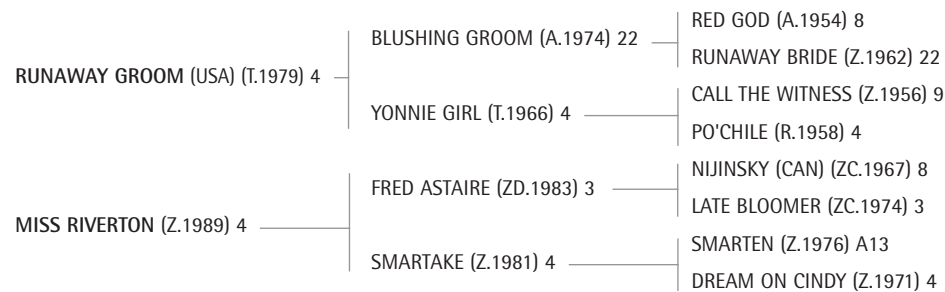 RED GOD (A.1954) 8
BLUSHING GROOM (A.1974) 22
RUNAWAY BRIDE (Z.1962) 22
RUNAWAY GROOM (USA) (T.1979) 4
CALL THE WITNESS (Z.1956) 9
YONNIE GIRL (T.1966) 4
PO'CHILE (R.1958) 4
NIJINSKY (CAN) (ZC.1967) 8
FRED ASTAIRE (ZD.1983) 3
LATE BLOOMER (ZC.1974) 3
MISS RIVERTON (Z.1989) 4
SMARTEN (Z.1976) A13
SMARTAKE (Z.1981) 4
DREAM ON CINDY (Z.1971) 4